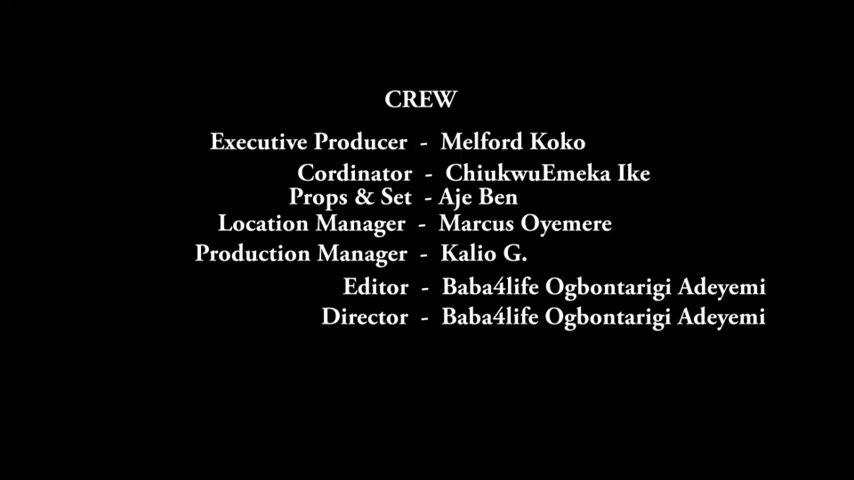 CREW
Executive Producer - Melford Koko
Cordinator - ChiukwuEmeka Ike
Props & Set - Aje Ben
Location Manager - Marcus Oyemere
Production Manager - Kalio G.
Editor - Baba4life Ogbontarigi Adeyemi
Director - Baba4life Ogbontarigi Adeyemi